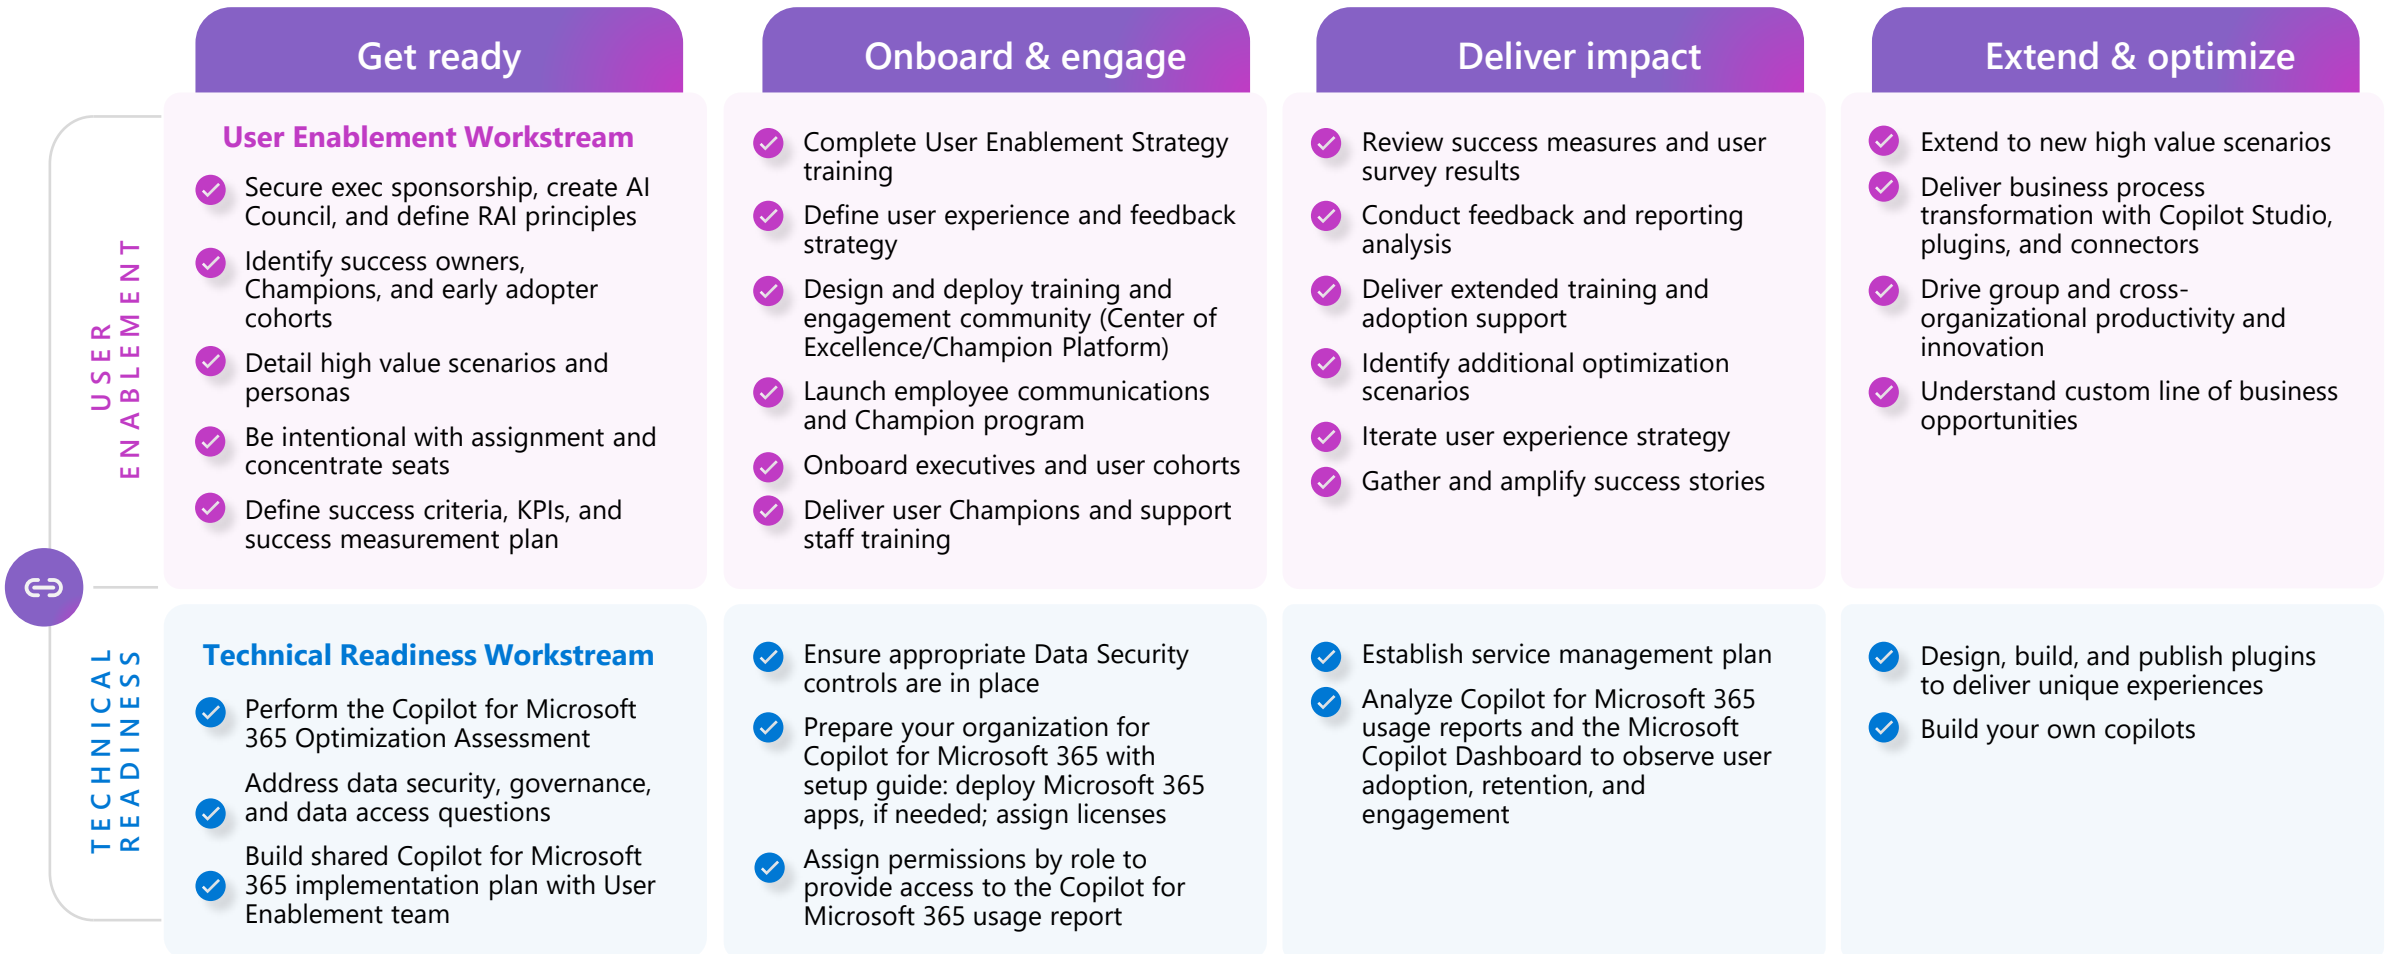 Get ready
Onboard & engage
Deliver impact
Extend & optimize
USER
ENABLEMENT
User Enablement Workstream
Secure exec sponsorship, create AI
Council, and define RAI principles
Identify success owners,
Champions, and early adopter
cohorts
Detail high value scenarios and
personas
Be intentional with assignment and
concentrate seats
Define success criteria, KPIs, and
success measurement plan
Complete User Enablement Strategy
training
Define user experience and feedback
strategy
Design and deploy training and
engagement community (Center of
Excellence/Champion Platform)
Launch employee communications
and Champion program
Onboard executives and user cohorts
Deliver user Champions and support
staff training
Review success measures and user
survey results
Conduct feedback and reporting
analysis
Deliver extended training and
adoption support
Identify additional optimization
scenarios
Iterate user experience strategy
Gather and amplify success stories
Extend to new high value scenarios
Deliver business process
transformation with Copilot Studio,
plugins, and connectors
Drive group and cross-
organizational productivity and
innovation
Understand custom line of business
opportunities
TECHNICAL
READINESS
Technical Readiness Workstream
Perform the Copilot for Microsoft
365 Optimization Assessment
Address data security, governance,
and data access questions
Build shared Copilot for Microsoft
365 implementation plan with User
Enablement team
Ensure appropriate Data Security
controls are in place
Prepare your organization for
Copilot for Microsoft 365 with
setup guide: deploy Microsoft 365
apps, if needed; assign licenses
Assign permissions by role to
provide access to the Copilot for
Microsoft 365 usage report
Establish service management plan
Analyze Copilot for Microsoft 365
usage reports and the Microsoft
Copilot Dashboard to observe user
adoption, retention, and
engagement
Design, build, and publish plugins
to deliver unique experiences
Build your own copilots